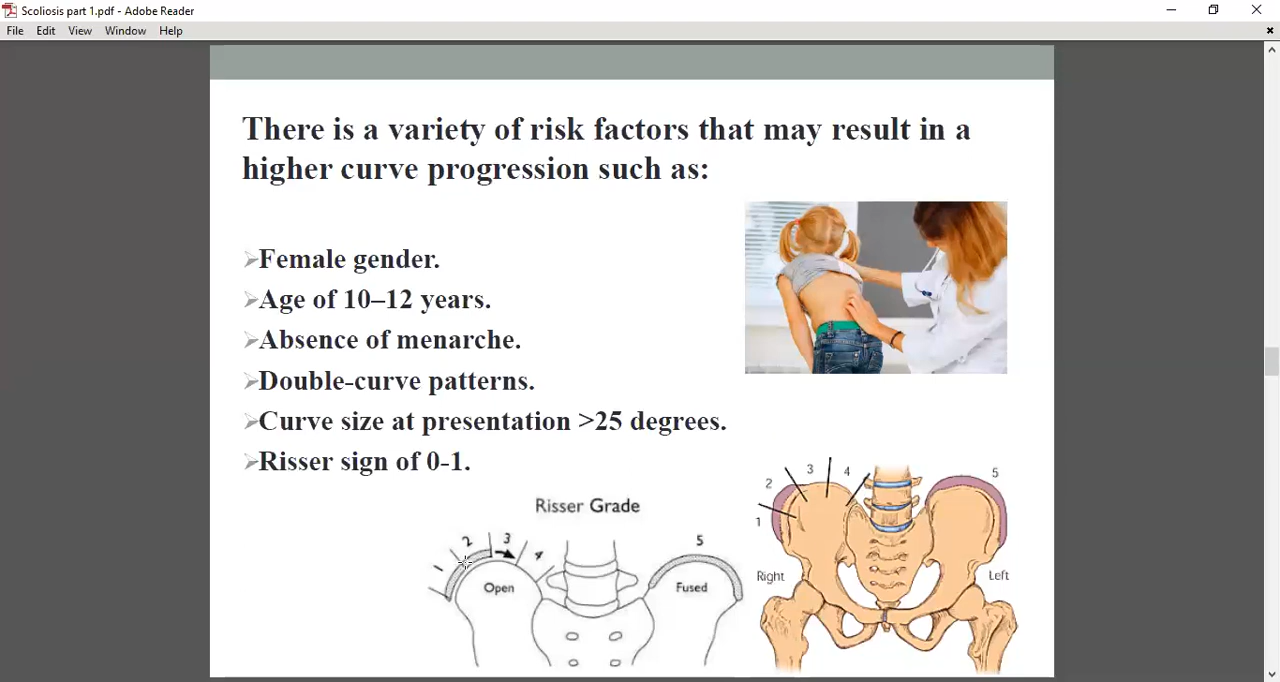 Scoliosis part 1.pdf - Adobe Reader
File Edit View Window Help
There is a variety of risk factors that may result in a
higher curve progression such as:
Female gender.
Age of 10–12 years.
Absence of menarche.
Double-curve patterns.
Curve size at presentation >25 degrees.
Risser sign of 0-1.
Risser Grade
1 2 3 4 5
Open Fused
1 2 3 4 5
Right Left